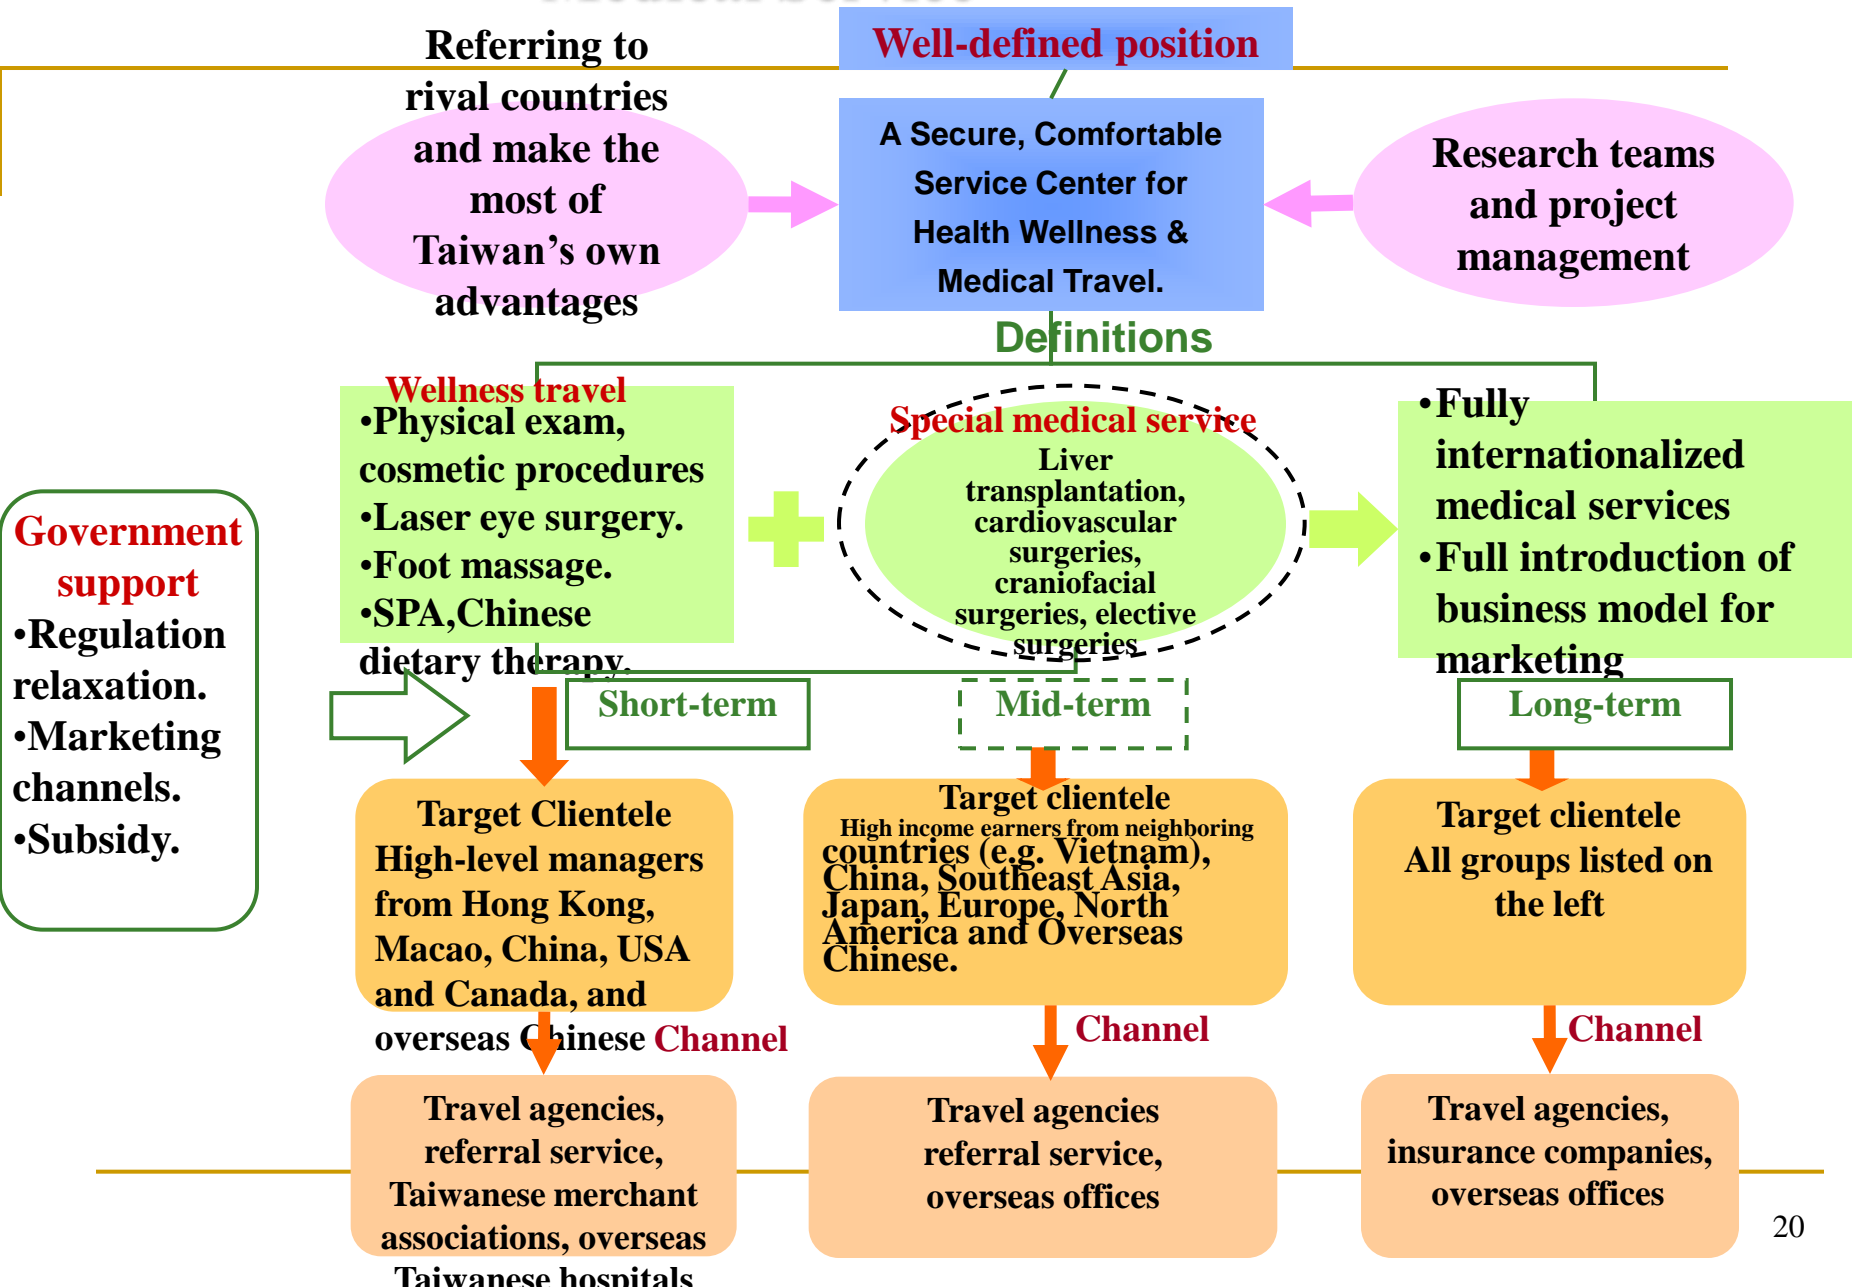 Well-defined position
Referring to
rival countries
and make the
most of
Taiwan’s own
advantages
A Secure, Comfortable
Service Center for
Health Wellness &
Medical Travel.
Research teams
and project
management
Definitions
Wellness travel
•Physical exam,
cosmetic procedures
•Laser eye surgery.
•Foot massage.
•SPA,Chinese
dietary therapy.
Special medical service
Liver
transplantation,
cardiovascular
surgeries,
craniofacial
surgeries, elective
surgeries
•Fully
internationalized
medical services
•Full introduction of
business model for
marketing
Government
support
•Regulation
relaxation.
•Marketing
channels.
•Subsidy.
Short-term
Mid-term
Long-term
Target Clientele
High-level managers
from Hong Kong,
Macao, China, USA
and Canada, and
overseas Chinese
Target clientele
High income earners from neighboring
countries (e.g. Vietnam),
China, Southeast Asia,
Japan, Europe, North
America and Overseas
Chinese.
Target clientele
All groups listed on
the left
Channel
Channel
Channel
Travel agencies,
referral service,
Taiwanese merchant
associations, overseas
Taiwanese hospitals
Travel agencies
referral service,
overseas offices
Travel agencies,
insurance companies,
overseas offices
20